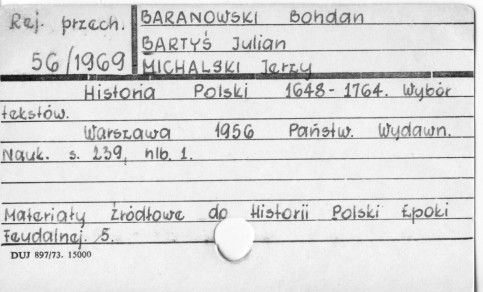 Rej. przech.
56/1969
BARANOWSKI Bohdan
BARTYŚ Julian
MICHALSKI Jerzy
Historia Polski 1648-1764. Wybór
tekstów.
Warszawa 1956 Państw. Wydawn.
Nauk. s. 239, nlb. 1.
Materiały źródłowe do Historii Polski Epoki
Feudalnej. 5.
DUJ 897/73. 15000